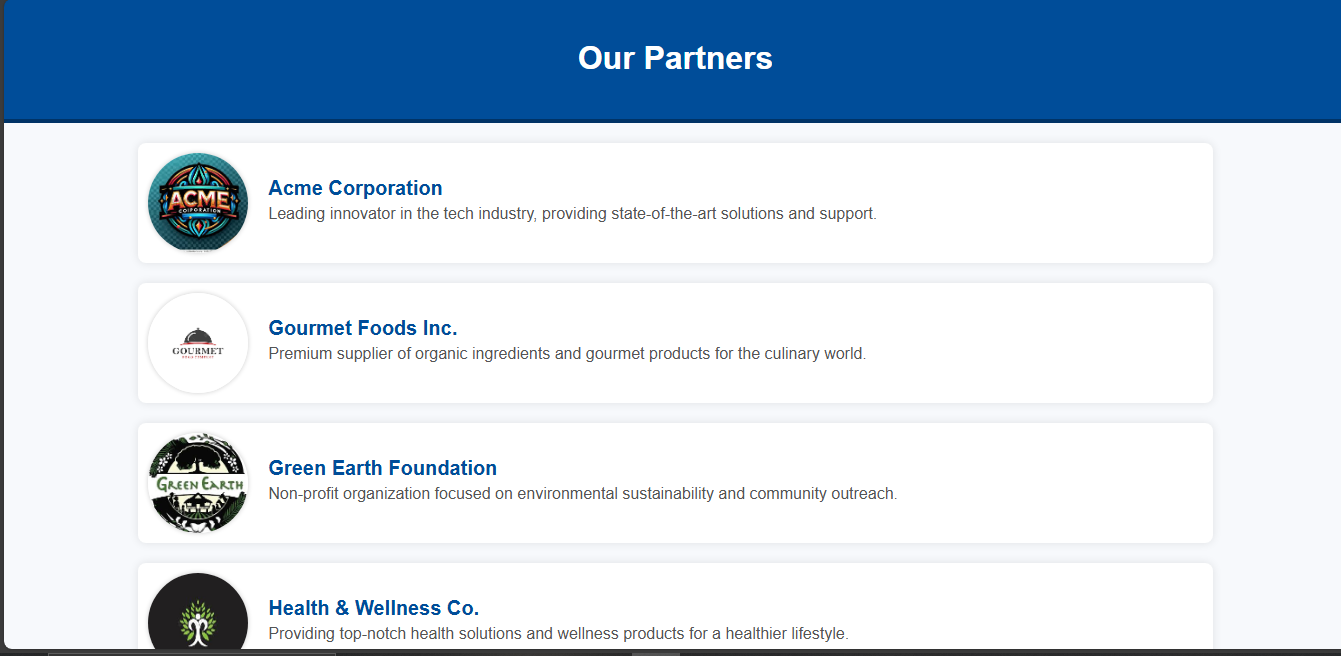 Our Partners
ACME
CORPORATION
Acme Corporation
Leading innovator in the tech industry, providing state-of-the-art solutions and support.
GOURMET
Gourmet Foods Inc.
Premium supplier of organic ingredients and gourmet products for the culinary world.
GREEN EARTH
Green Earth Foundation
Non-profit organization focused on environmental sustainability and community outreach.
Health & Wellness Co.
Providing top-notch health solutions and wellness products for a healthier lifestyle.